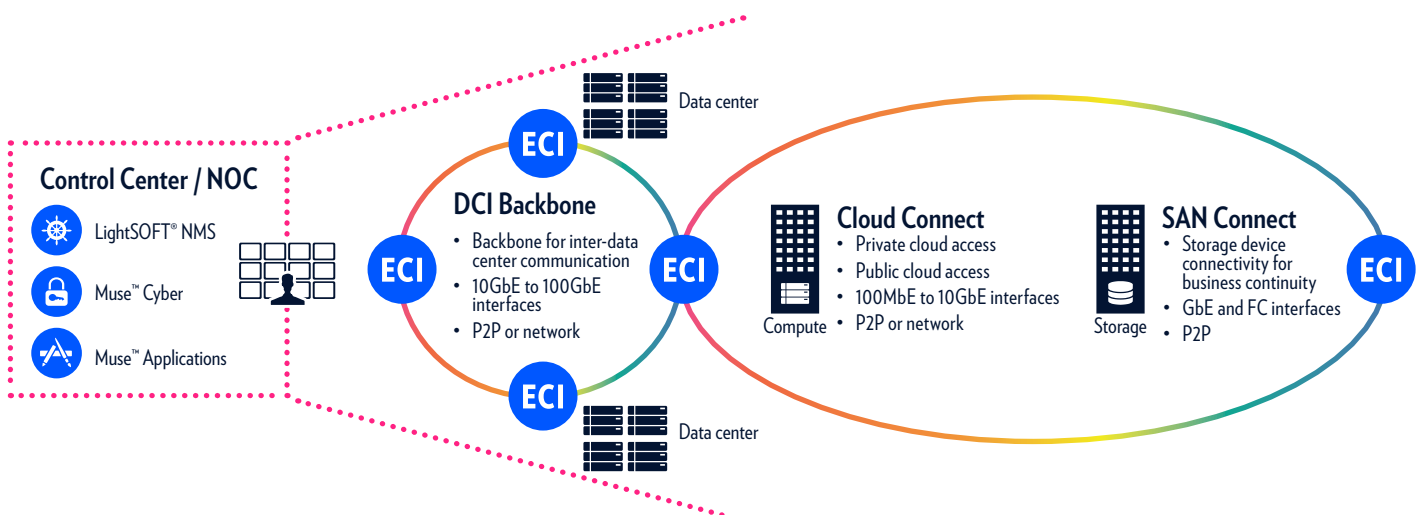 Control Center / NOC
LightSOFT® NMS
Muse™ Cyber
Muse™ Applications
ECI
Data center
ECI
DCI Backbone
• Backbone for inter-data
center communication
• 10GbE to 100GbE
interfaces
• P2P or network
ECI
ECI
Data center
Compute
Cloud Connect
• Private cloud access
• Public cloud access
• 100MbE to 10GbE interfaces
• P2P or network
Storage
SAN Connect
• Storage device
connectivity for
business continuity
• GbE and FC interfaces
• P2P
ECI